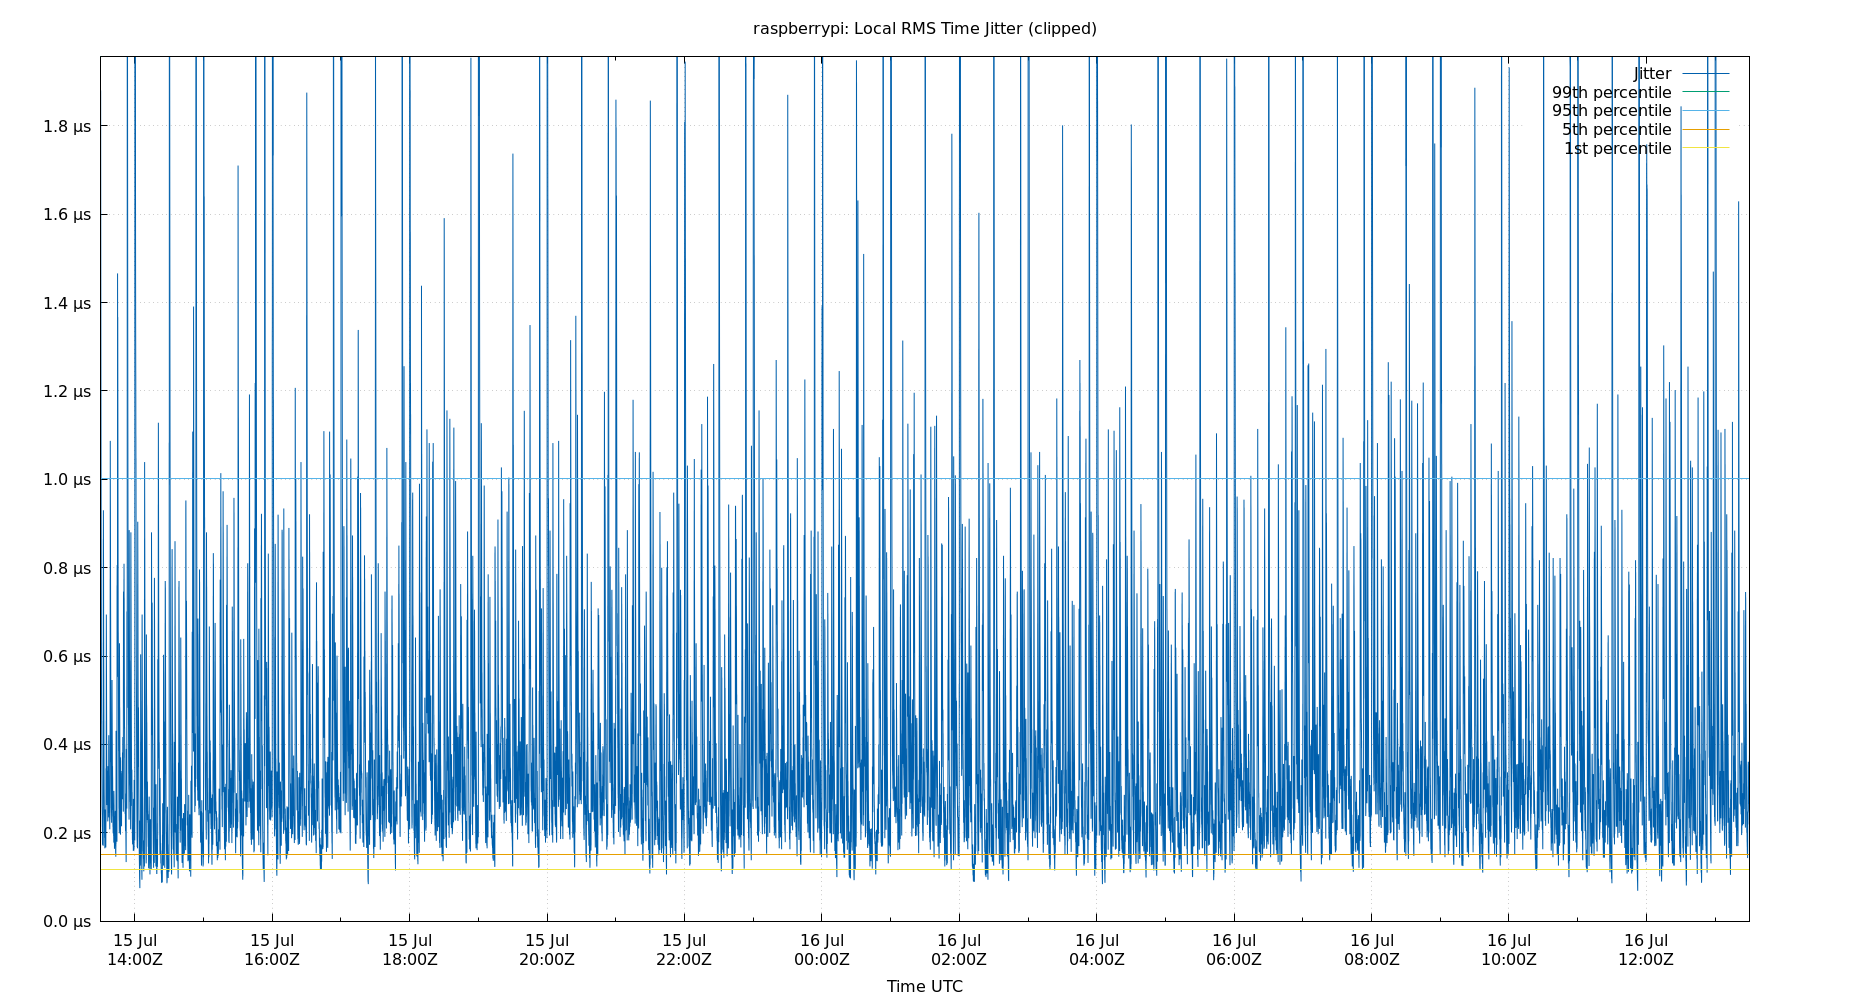 raspberrypi: Local RMS Time Jitter (clipped)
Jitter
99th percentile
95th percentile
5th percentile
1st percentile
1.8 µs
1.6 µs
1.4 µs
1.2 µs
1.0 µs
0.8 µs
0.6 µs
0.4 µs
0.2 µs
0.0 µs
15 Jul 15 Jul 15 Jul 15 Jul 15 Jul 16 Jul 16 Jul 16 Jul 16 Jul 16 Jul 16 Jul 16 Jul
14:00Z 16:00Z 18:00Z 20:00Z 22:00Z 00:00Z 02:00Z 04:00Z 06:00Z 08:00Z 10:00Z 12:00Z
Time UTC